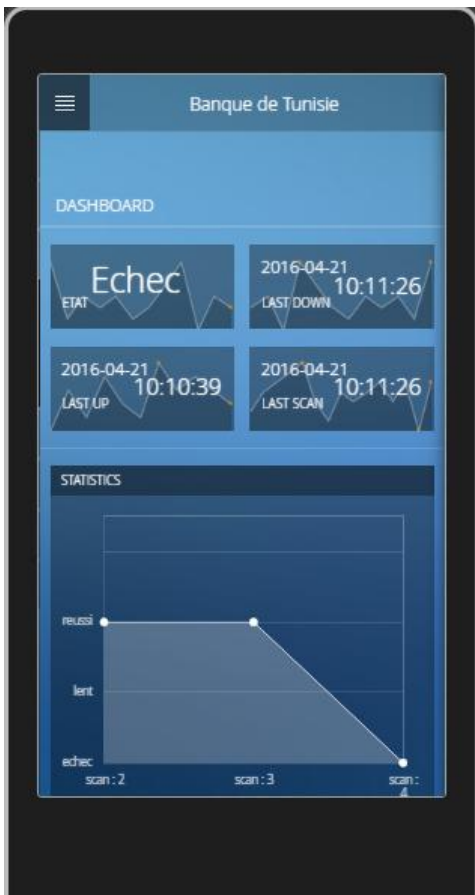 Banque de Tunisie
DASHBOARD
Echec
ETAT
2016-04-21
10:11:26
LAST DOWN
2016-04-21
10:10:39
LAST UP
2016-04-21
10:11:26
LAST SCAN
STATISTICS
reussi
lent
echec
scan : 2
scan : 3
scan :
4